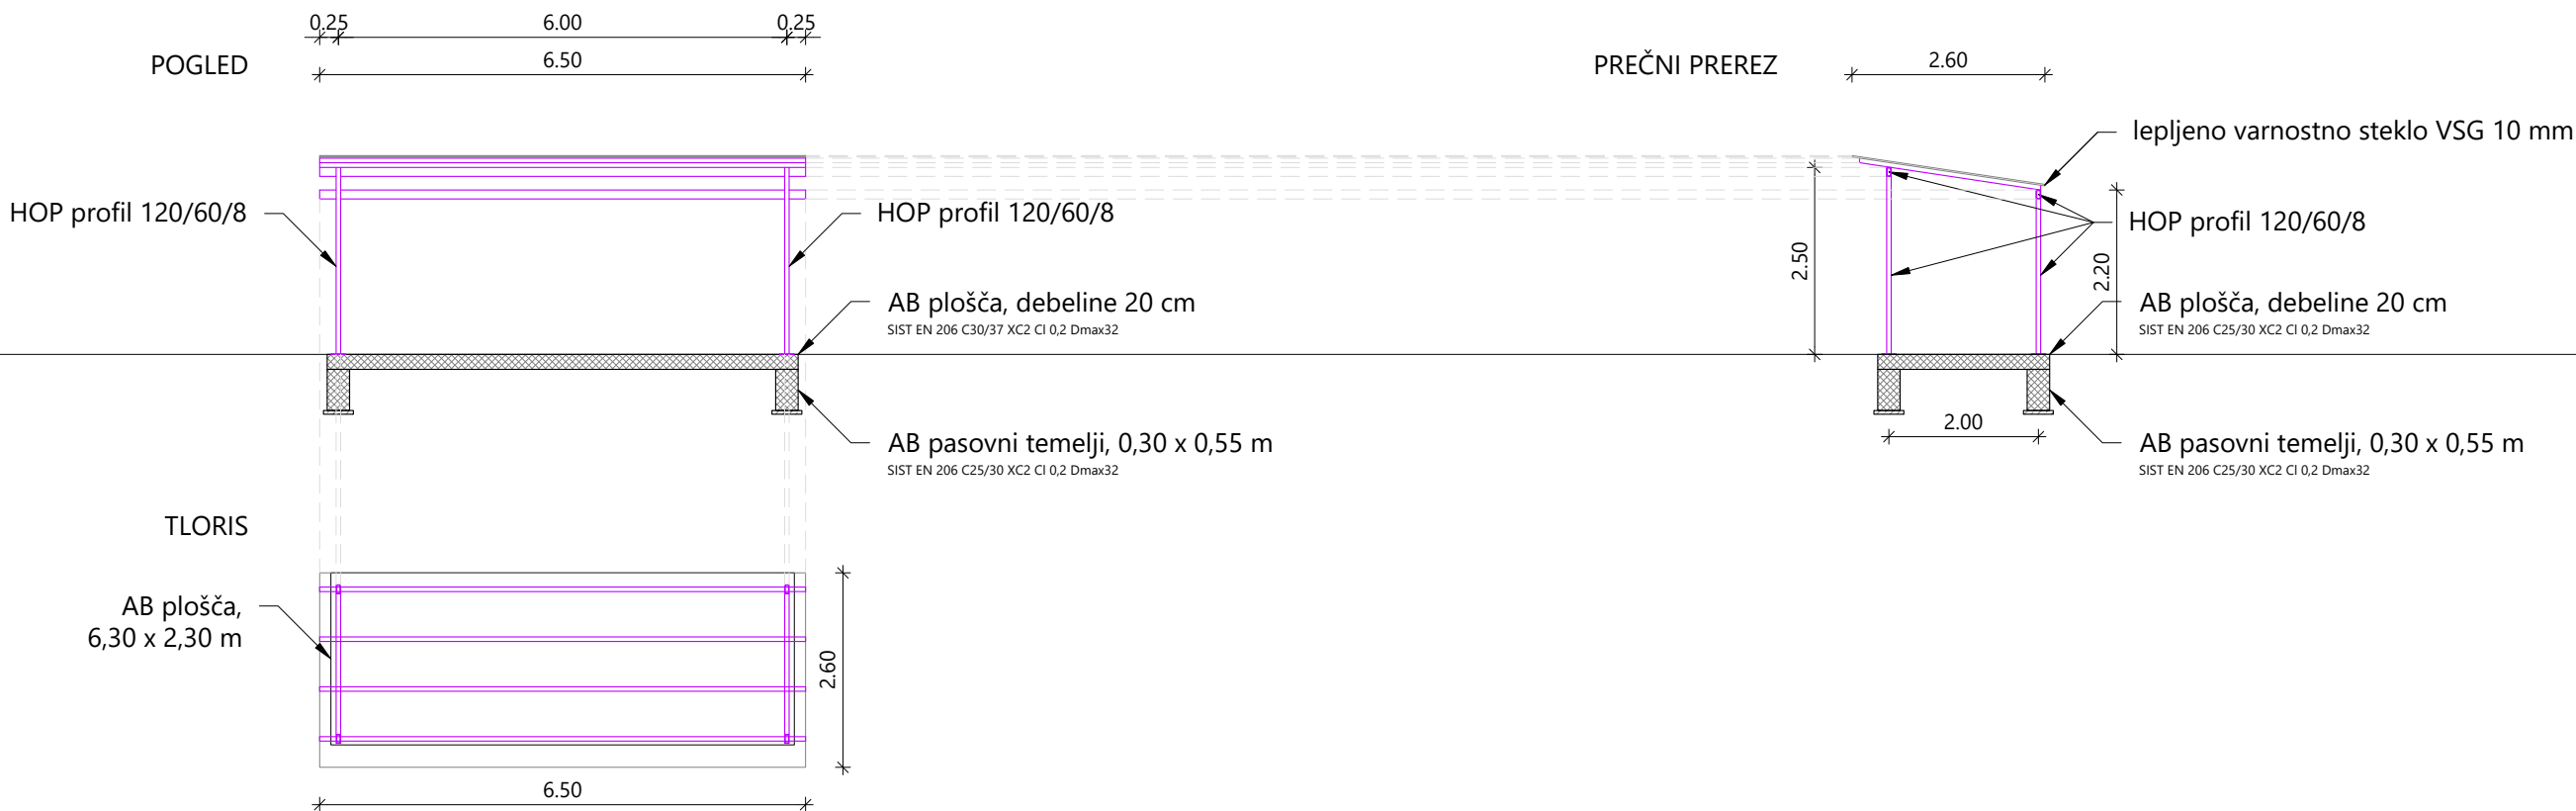 0.25 6.00 0.25
POGLED
6.50
HOP profil 120/60/8
HOP profil 120/60/8
AB plošča, debeline 20 cm
SIST EN 206 C30/37 XC2 Cl 0,2 Dmax32
AB pasovni temelji, 0,30 x 0,55 m
SIST EN 206 C25/30 XC2 Cl 0,2 Dmax32
PREČNI PREREZ
2.60
lepljeno varnostno steklo VSG 10 mm
HOP profil 120/60/8
2.50
2.20
AB plošča, debeline 20 cm
SIST EN 206 C25/30 XC2 Cl 0,2 Dmax32
2.00
AB pasovni temelji, 0,30 x 0,55 m
SIST EN 206 C25/30 XC2 Cl 0,2 Dmax32
TLORIS
AB plošča,
6,30 x 2,30 m
2.60
6.50